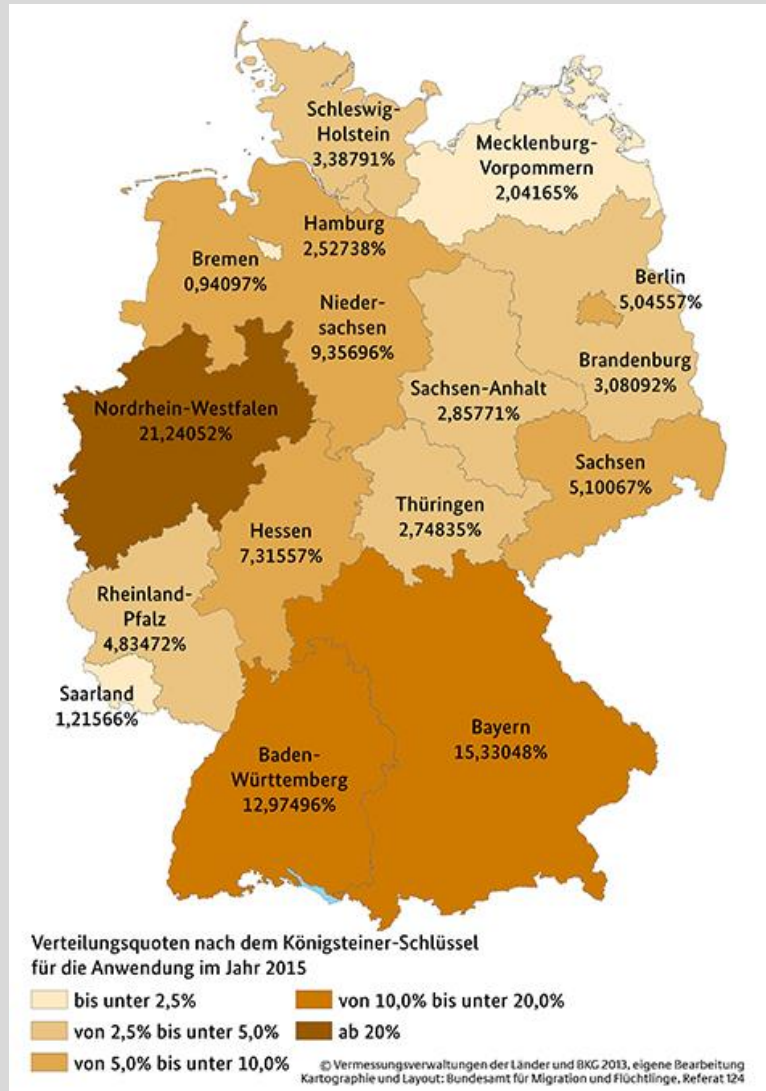 Schleswig-
Holstein
3,38791%
Mecklenburg-
Vorpommern
2,04165%
Hamburg
2,52738%
Bremen
0,94097%
Berlin
5,04557%
Nieder-
sachsen
9,35696%
Brandenburg
3,08092%
Sachsen-Anhalt
2,85771%
Nordrhein-Westfalen
21,24052%
Sachsen
5,10067%
Thüringen
2,74835%
Hessen
7,31557%
Rheinland-
Pfalz
4,83472%
Saarland
1,21566%
Bayern
15,33048%
Baden-
Württemberg
12,97496%
Verteilungsquoten nach dem Königsteiner-Schlüssel
für die Anwendung im Jahr 2015
bis unter 2,5%
von 2,5% bis unter 5,0%
von 5,0% bis unter 10,0%
von 10,0% bis unter 20,0%
ab 20%
© Vermessungsverwaltungen der Länder und BKG 2013, eigene Bearbeitung
Kartographie und Layout: Bundesamt für Migration und Flüchtlinge, Referat 124